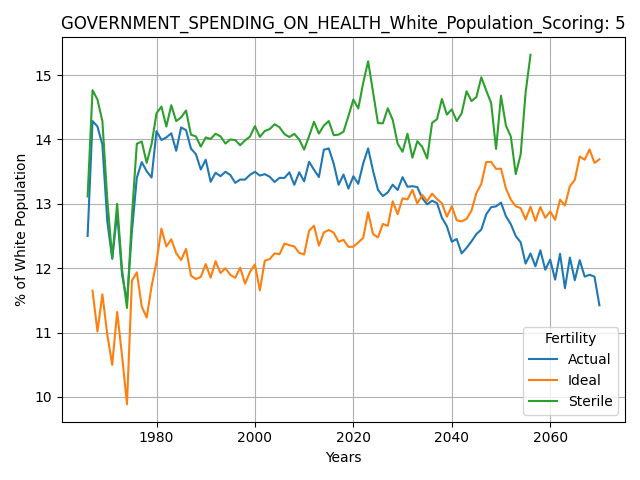 GOVERNMENT_SPENDING_ON_HEALTH_White_Population_Scoring: 5
% of White Population
15
14
13
12
11
10
1980
2000
2020
2040
2060
Years
Fertility
Actual
Ideal
Sterile